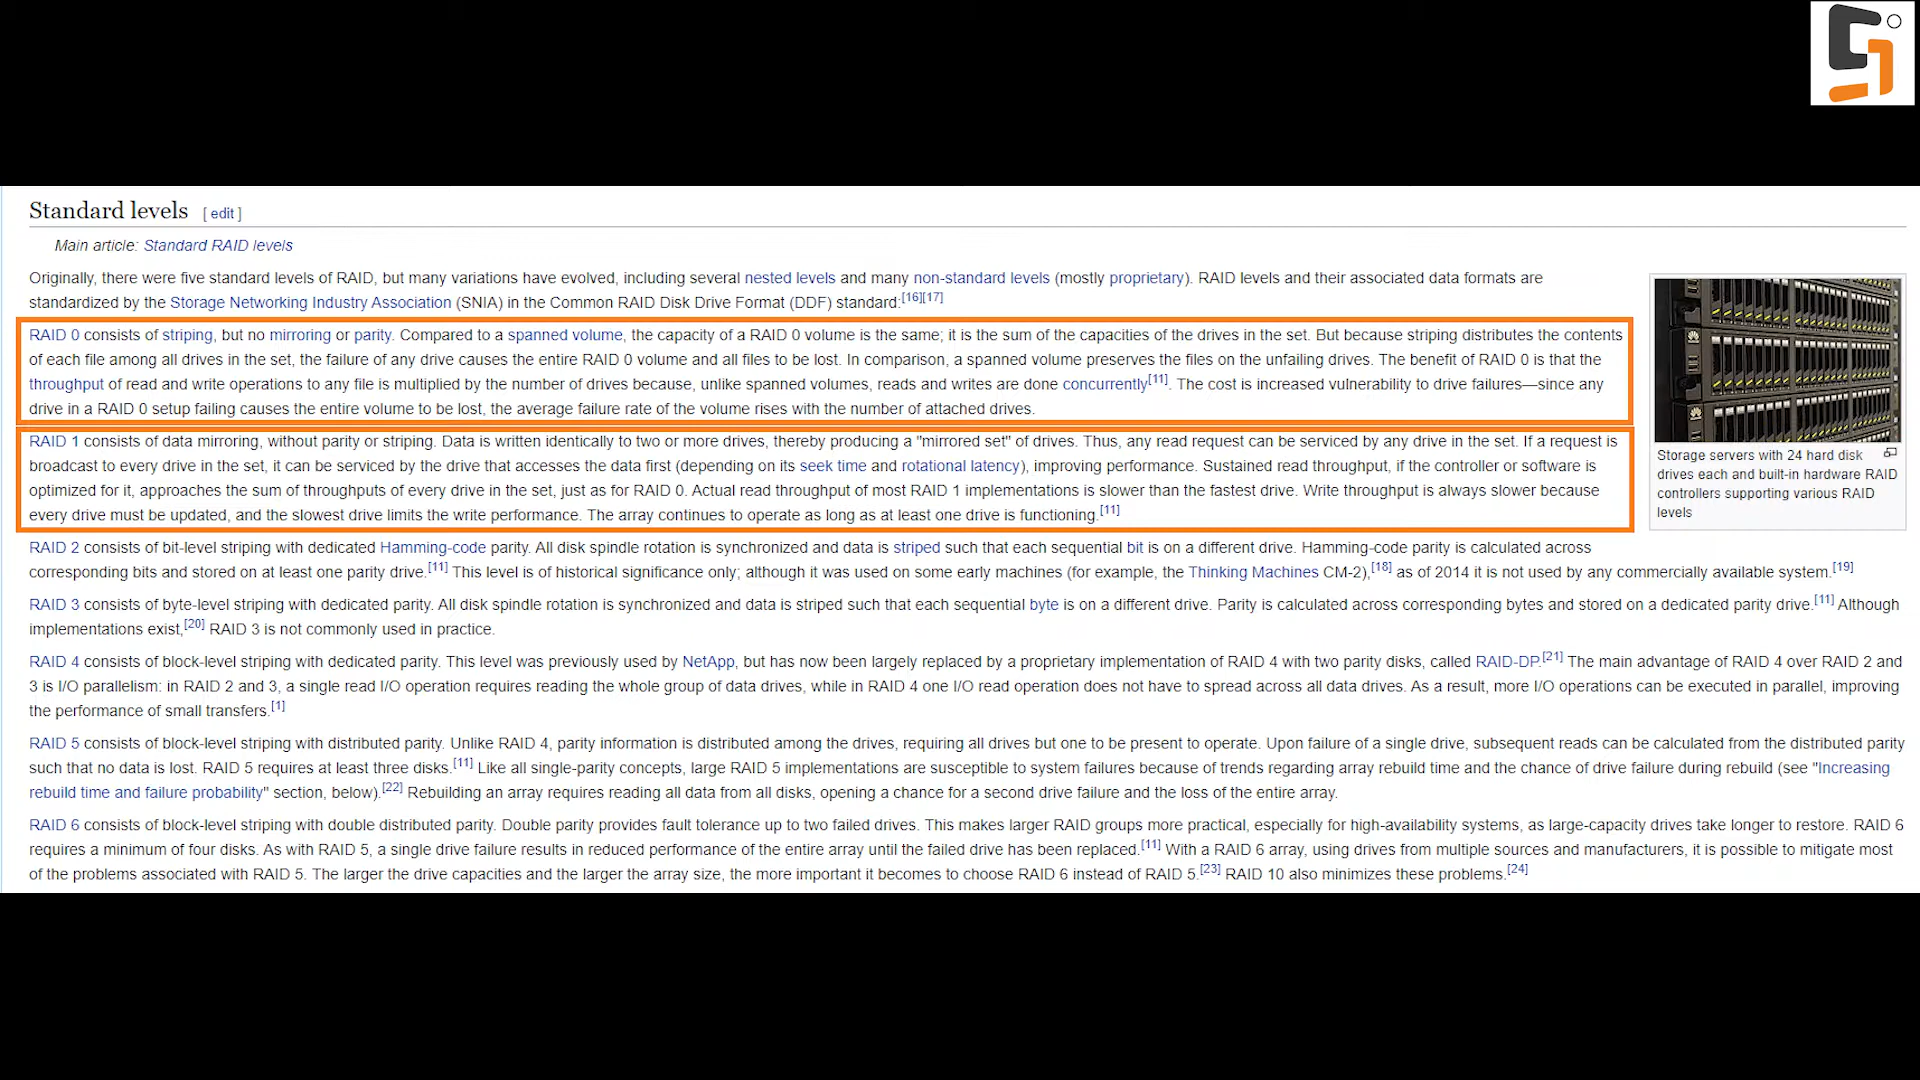 Standard levels [ edit ]
Main article: Standard RAID levels
Originally, there were five standard levels of RAID, but many variations have evolved, including several nested levels and many non-standard levels (mostly proprietary). RAID levels and their associated data formats are
standardized by the Storage Networking Industry Association (SNIA) in the Common RAID Disk Drive Format (DDF) standard:[16][17]
RAID 0 consists of striping, but no mirroring or parity. Compared to a spanned volume, the capacity of a RAID 0 volume is the same; it is the sum of the capacities of the drives in the set. But because striping distributes the contents
of each file among all drives in the set, the failure of any drive causes the entire RAID 0 volume and all files to be lost. In comparison, a spanned volume preserves the files on the unfailing drives. The benefit of RAID 0 is that the
throughput of read and write operations to any file is multiplied by the number of drives because, unlike spanned volumes, reads and writes are done concurrently[11]. The cost is increased vulnerability to drive failures—since any
drive in a RAID 0 setup failing causes the entire volume to be lost, the average failure rate of the volume rises with the number of attached drives.
RAID 1 consists of data mirroring, without parity or striping. Data is written identically to two or more drives, thereby producing a "mirrored set" of drives. Thus, any read request can be serviced by any drive in the set. If a request is
broadcast to every drive in the set, it can be serviced by the drive that accesses the data first (depending on its seek time and rotational latency), improving performance. Sustained read throughput, if the controller or software is
optimized for it, approaches the sum of throughputs of every drive in the set, just as for RAID 0. Actual read throughput of most RAID 1 implementations is slower than the fastest drive. Write throughput is always slower because
every drive must be updated, and the slowest drive limits the write performance. The array continues to operate as long as at least one drive is functioning.[11]
Storage servers with 24 hard disk
drives each and built-in hardware RAID
controllers supporting various RAID
levels
RAID 2 consists of bit-level striping with dedicated Hamming-code parity. All disk spindle rotation is synchronized and data is striped such that each sequential bit is on a different drive. Hamming-code parity is calculated across
corresponding bits and stored on at least one parity drive.[11] This level is of historical significance only; although it was used on some early machines (for example, the Thinking Machines CM-2),[18] as of 2014 it is not used by any commercially available system.[19]
RAID 3 consists of byte-level striping with dedicated parity. All disk spindle rotation is synchronized and data is striped such that each sequential byte is on a different drive. Parity is calculated across corresponding bytes and stored on a dedicated parity drive.[11] Although
implementations exist,[20] RAID 3 is not commonly used in practice.
RAID 4 consists of block-level striping with dedicated parity. This level was previously used by NetApp, but has now been largely replaced by a proprietary implementation of RAID 4 with two parity disks, called RAID-DP.[21] The main advantage of RAID 4 over RAID 2 and
3 is I/O parallelism: in RAID 2 and 3, a single read I/O operation requires reading the whole group of data drives, while in RAID 4 one I/O read operation does not have to spread across all data drives. As a result, more I/O operations can be executed in parallel, improving
the performance of small transfers.[1]
RAID 5 consists of block-level striping with distributed parity. Unlike RAID 4, parity information is distributed among the drives, requiring all drives but one to be present to operate. Upon failure of a single drive, subsequent reads can be calculated from the distributed parity
such that no data is lost. RAID 5 requires at least three disks.[11] Like all single-parity concepts, large RAID 5 implementations are susceptible to system failures because of trends regarding array rebuild time and the chance of drive failure during rebuild (see "Increasing
rebuild time and failure probability" section, below).[22] Rebuilding an array requires reading all data from all disks, opening a chance for a second drive failure and the loss of the entire array.
RAID 6 consists of block-level striping with double distributed parity. Double parity provides fault tolerance up to two failed drives. This makes larger RAID groups more practical, especially for high-availability systems, as large-capacity drives take longer to restore. RAID 6
requires a minimum of four disks. As with RAID 5, a single drive failure results in reduced performance of the entire array until the failed drive has been replaced.[11] With a RAID 6 array, using drives from multiple sources and manufacturers, it is possible to mitigate most
of the problems associated with RAID 5. The larger the drive capacities and the larger the array size, the more important it becomes to choose RAID 6 instead of RAID 5.[23] RAID 10 also minimizes these problems.[24]